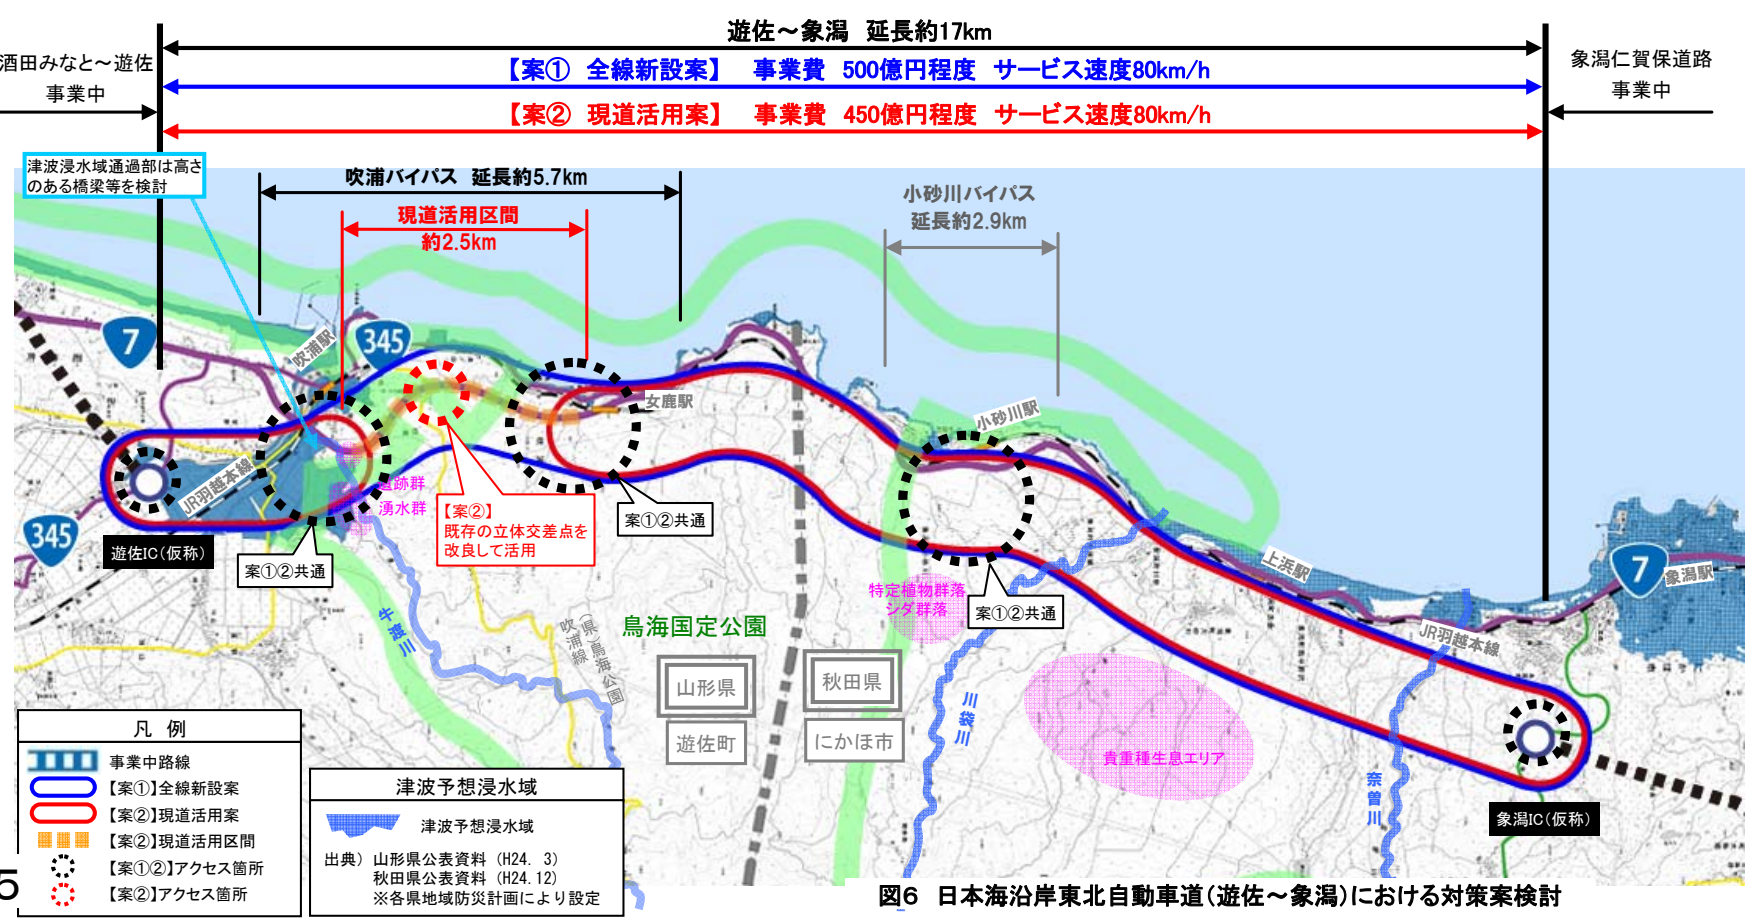 遊佐～象潟 延長約17km
酒田みなと～遊佐
事業中
【案① 全線新設案】 事業費 500億円程度 サービス速度80km/h
【案② 現道活用案】 事業費 450億円程度 サービス速度80km/h
象潟仁賀保道路
事業中
津波浸水域通過部は高さ
のある橋梁等を検討
吹浦バイパス 延長約5.7km
現道活用区間
約2.5km
小砂川バイパス
延長約2.9km
7
345
吹浦駅
女鹿駅
小砂川駅
JR羽越本線
遺跡群
湧水群
345
遊佐IC(仮称)
案①②共通
【案②】
既存の立体交差点を
改良して活用
案①②共通
特定植物群落
シダ群落
案①②共通
上浜駅
7
象潟駅
JR羽越本線
牛渡川
(県)鳥海公園
吹浦線
鳥海国定公園
山形県
遊佐町
秋田県
にかほ市
川袋川
貴重種生息エリア
奈曽川
象潟IC(仮称)
凡 例
事業中路線
【案①】全線新設案
【案②】現道活用案
【案②】現道活用区間
【案①②】アクセス箇所
【案②】アクセス箇所
津波予想浸水域
津波予想浸水域
出典) 山形県公表資料(H24. 3)
秋田県公表資料(H24.12)
※各県地域防災計画により設定
5
図6 日本海沿岸東北自動車道(遊佐～象潟)における対策案検討